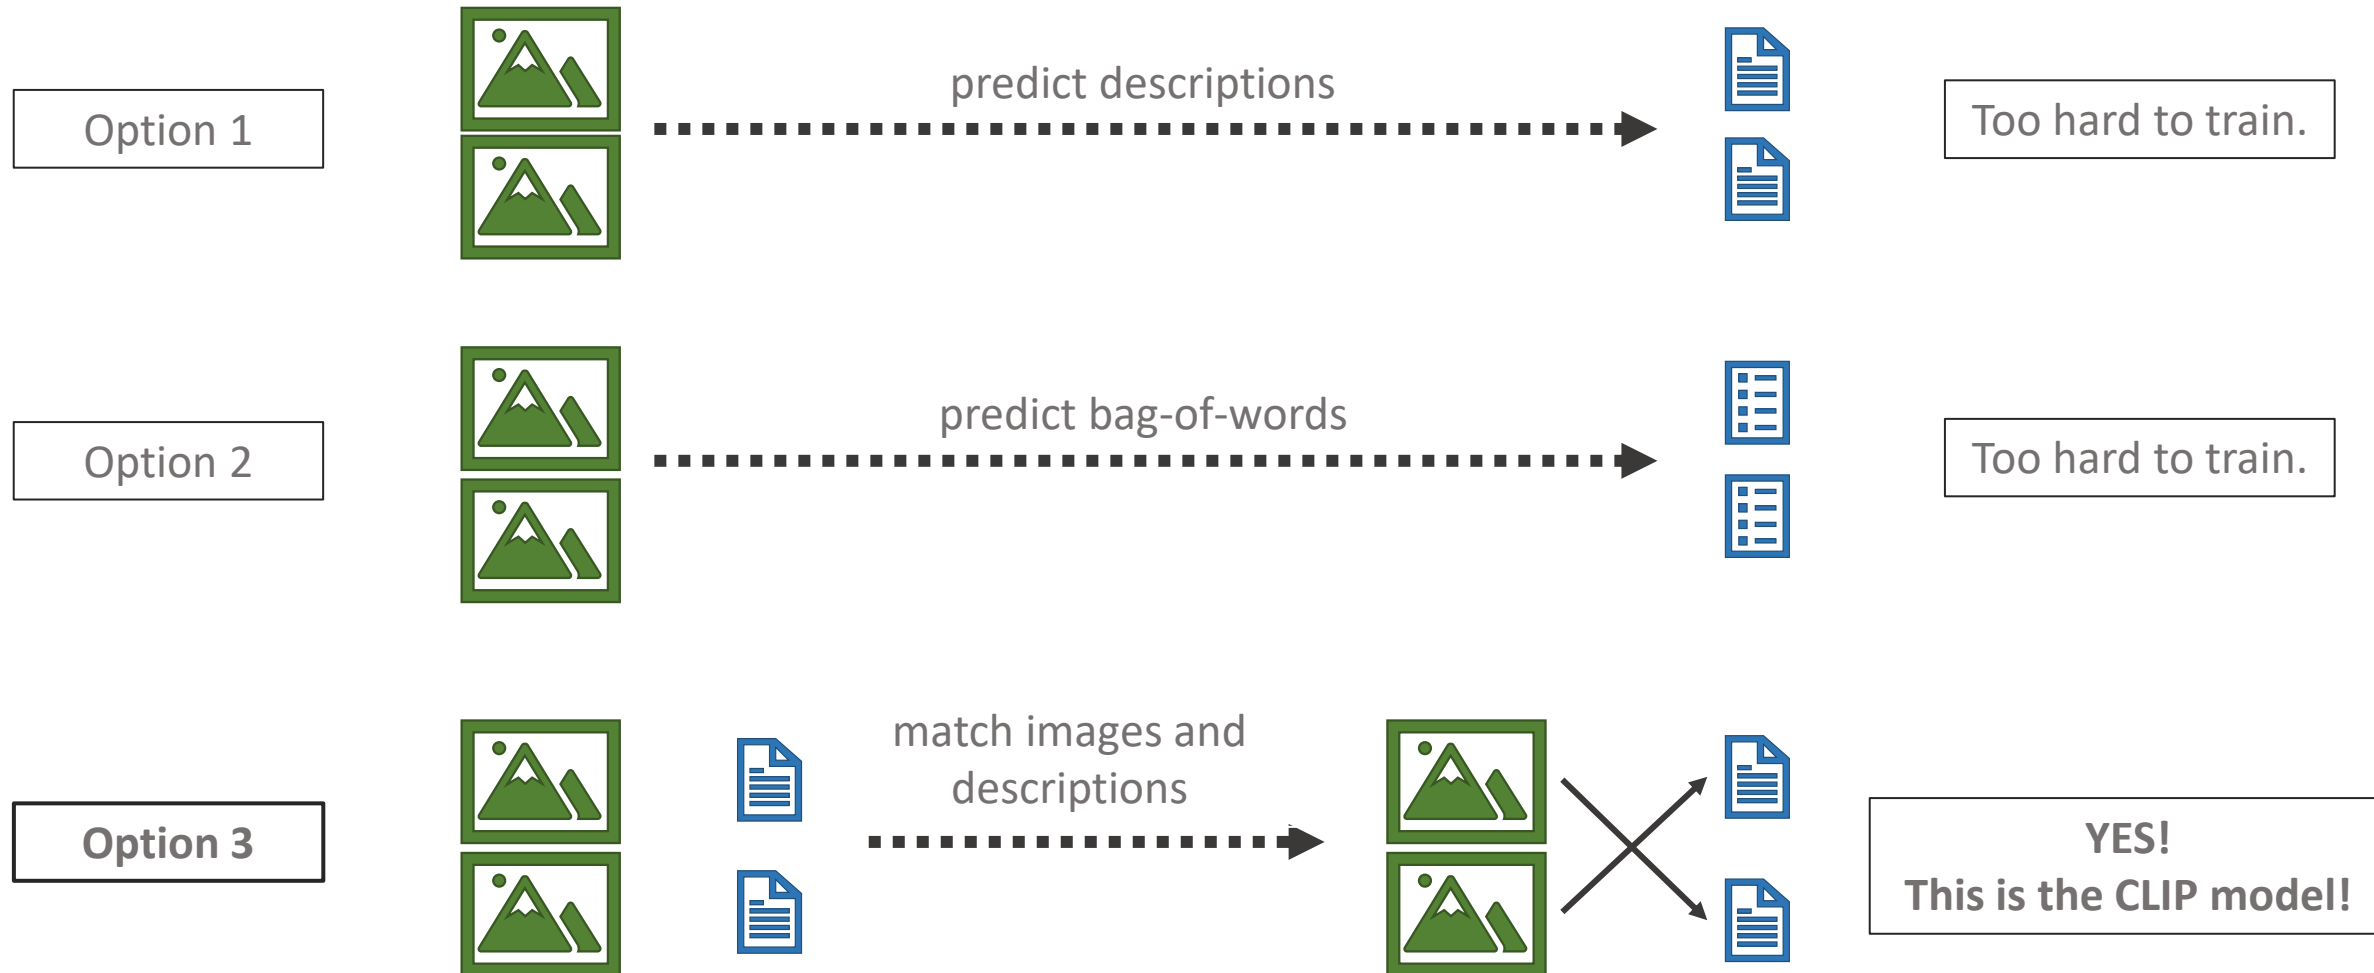 Option 1
predict descriptions
Too hard to train.
Option 2
predict bag-of-words
Too hard to train.
Option 3
match images and
descriptions
YES!
This is the CLIP model!